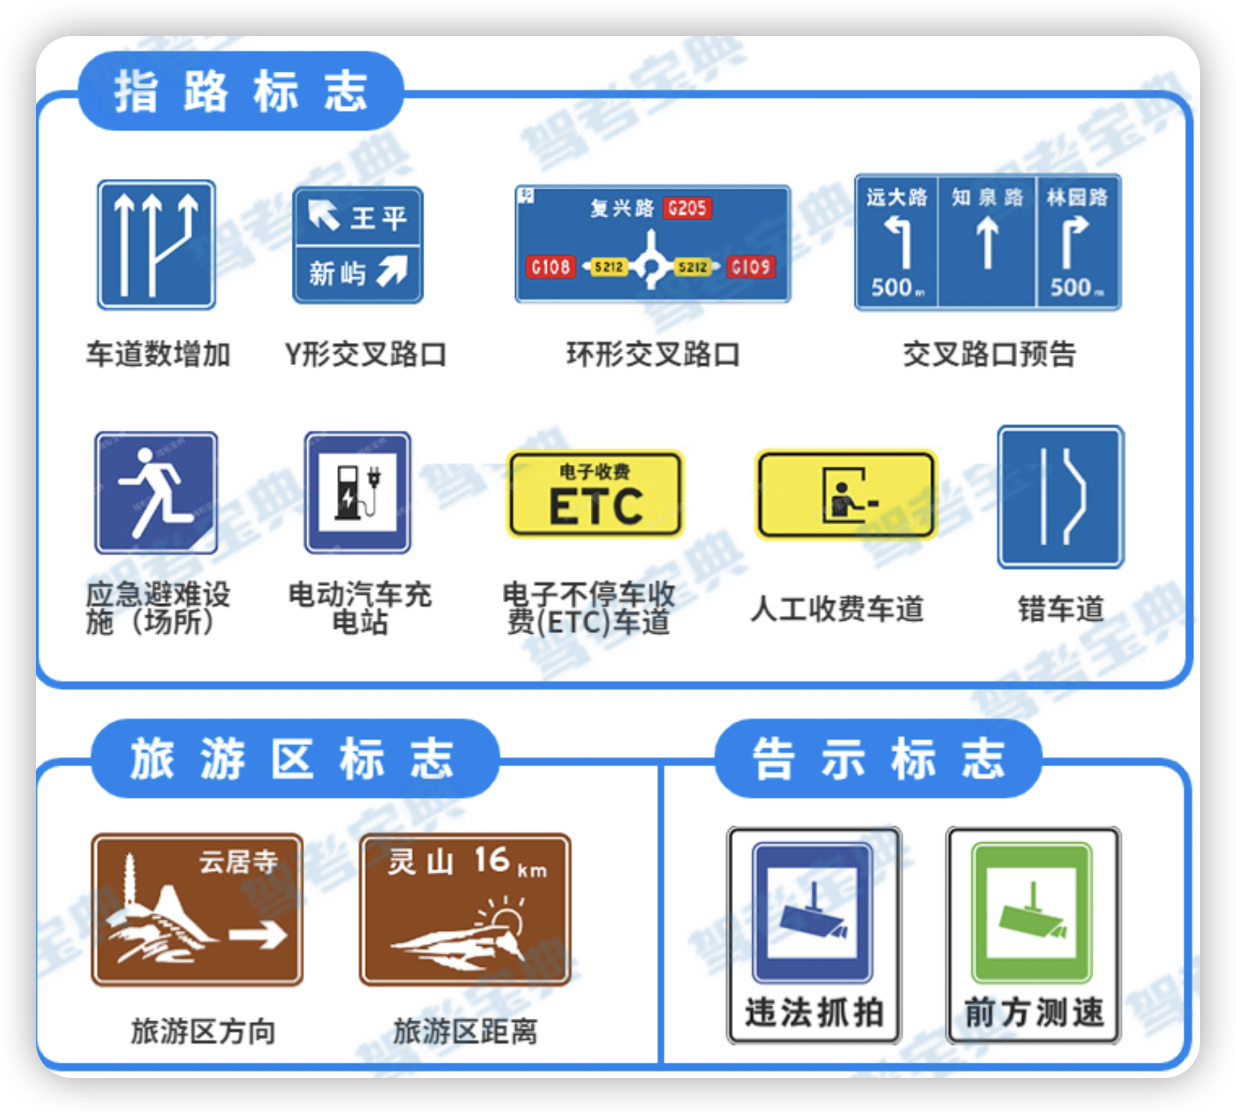 指路标志
王平
新屿
北
复兴路 G205
G108 S212 S212 G109
远大路 知泉路 林园路
500m 500m
车道数增加 Y形交叉路口 环形交叉路口 交叉路口预告
电子收费
ETC
应急避难设
施（场所）
电动汽车充
电站
电子不停车收
费(ETC)车道
人工收费车道
错车道
旅游区标志
云居寺
灵山 16km
旅游区方向 旅游区距离
告示标志
违法抓拍 前方测速
驾考宝典